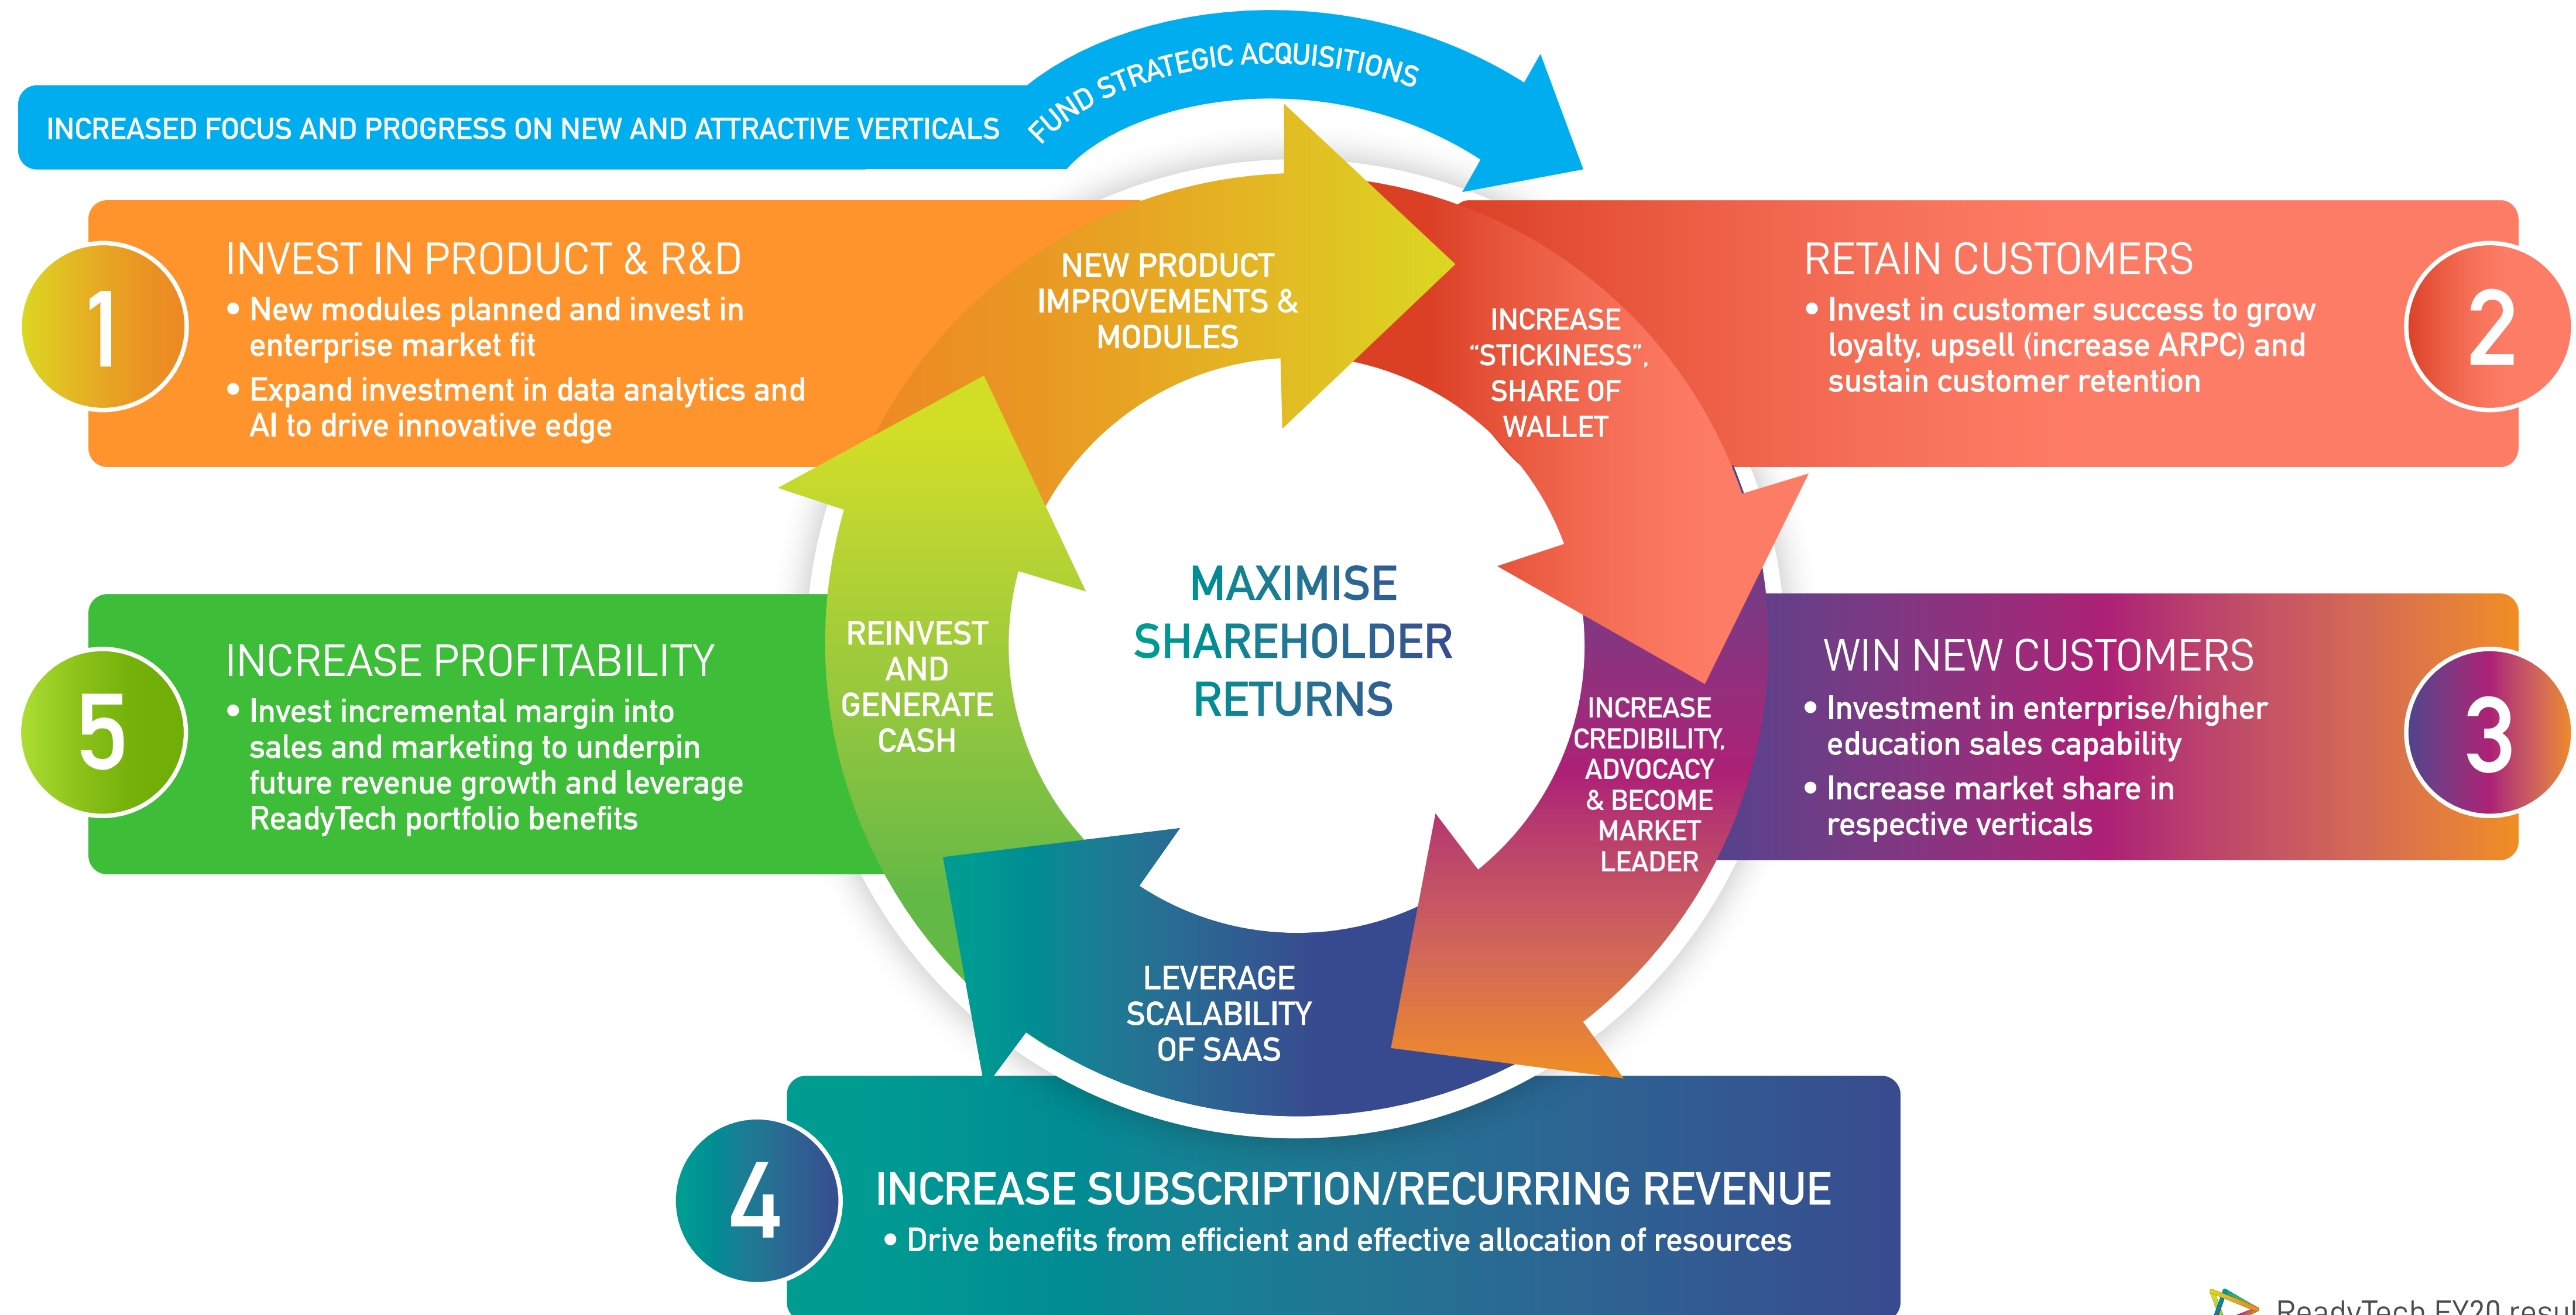 FUND STRATEGIC ACQUISITIONS
INCREASED FOCUS AND PROGRESS ON NEW AND ATTRACTIVE VERTICALS
1
INVEST IN PRODUCT & R&D
• New modules planned and invest in
enterprise market fit
• Expand investment in data analytics and
AI to drive innovative edge
NEW PRODUCT
IMPROVEMENTS &
MODULES
INCREASE
“STICKINESS”,
SHARE OF
WALLET
RETAIN CUSTOMERS
• Invest in customer success to grow
loyalty, upsell (increase ARPC) and
sustain customer retention
2
MAXIMISE
SHAREHOLDER
RETURNS
5
INCREASE PROFITABILITY
• Invest incremental margin into
sales and marketing to underpin
future revenue growth and leverage
ReadyTech portfolio benefits
REINVEST
AND
GENERATE
CASH
INCREASE
CREDIBILITY,
ADVOCACY
& BECOME
MARKET
LEADER
WIN NEW CUSTOMERS
• Investment in enterprise/higher
education sales capability
• Increase market share in
respective verticals
3
LEVERAGE
SCALABILITY
OF SAAS
4
INCREASE SUBSCRIPTION/RECURRING REVENUE
• Drive benefits from efficient and effective allocation of resources
ReadyTech FY20